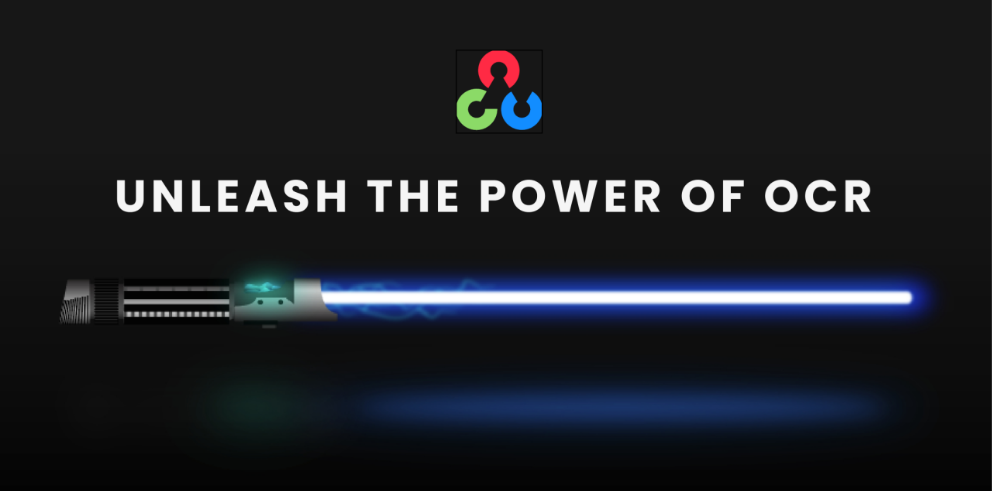 UNLEASH THE POWER OF OCR